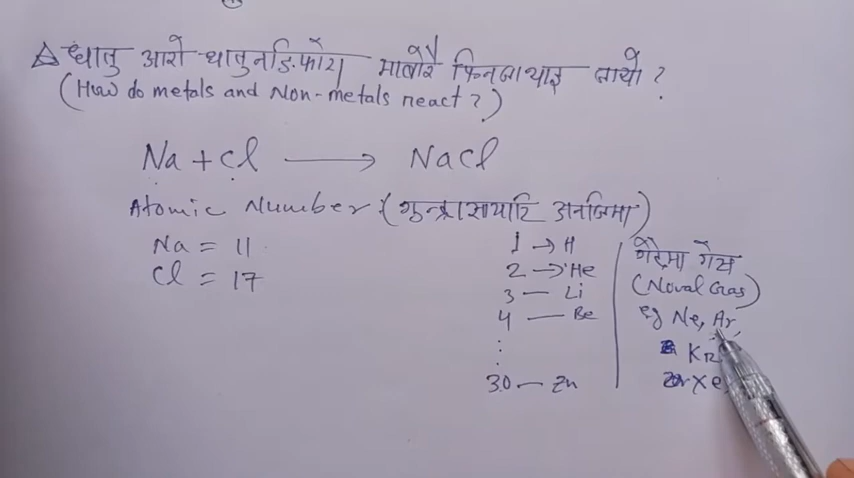 धातु आरो धातुनङि फोरा माबोरै फिननाथाइ नायो?
(How do metals and Non-metals react?)
Na + Cl → NaCl
Atomic Number: (गुन्द्रासायारि अनजिमा)
Na = 11
Cl = 17
1 → H
2 → He
3 — Li
4 — Be
30 — Zn
गेस
(Noval Gas)
eg Ne, Ar,
Kr
Xe,